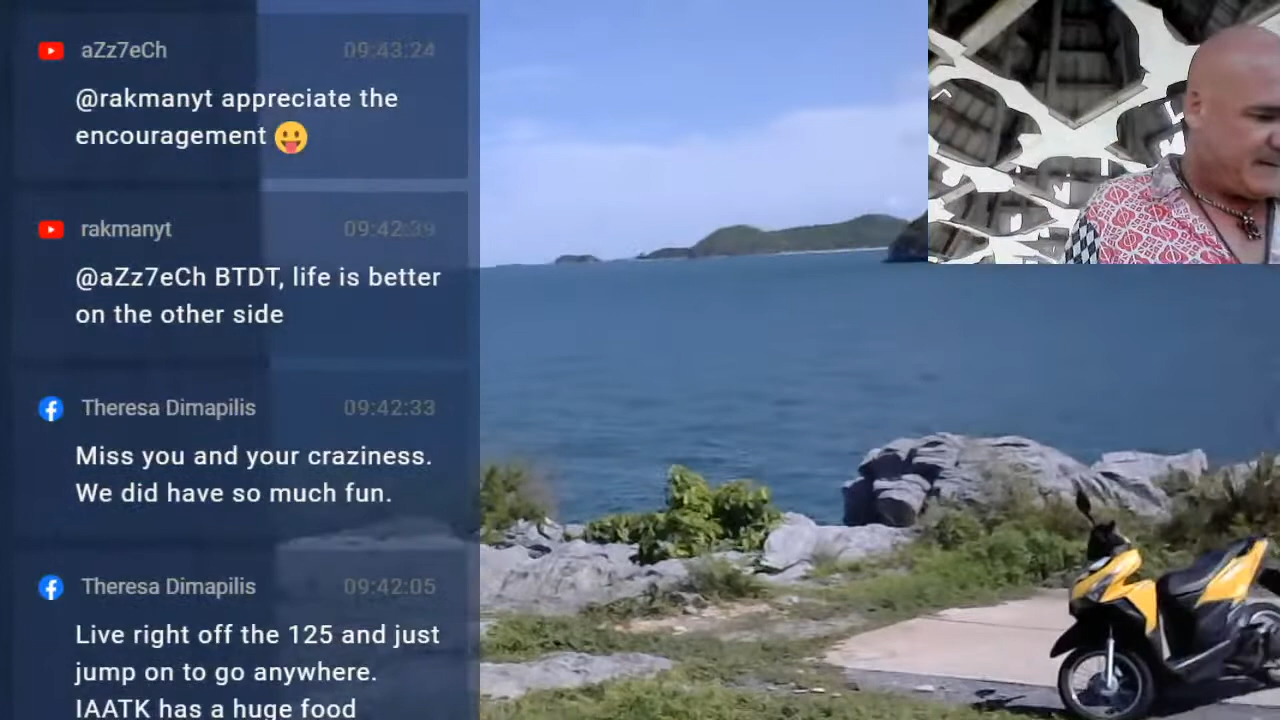 aZz7eCh 09:43:24
@rakmanyt appreciate the
encouragement 😛
rakmanyt 09:42:39
@aZz7eCh BTDT, life is better
on the other side
Theresa Dimapilis 09:42:33
Miss you and your craziness.
We did have so much fun.
Theresa Dimapilis 09:42:05
Live right off the 125 and just
jump on to go anywhere.
IAATK has a huge food